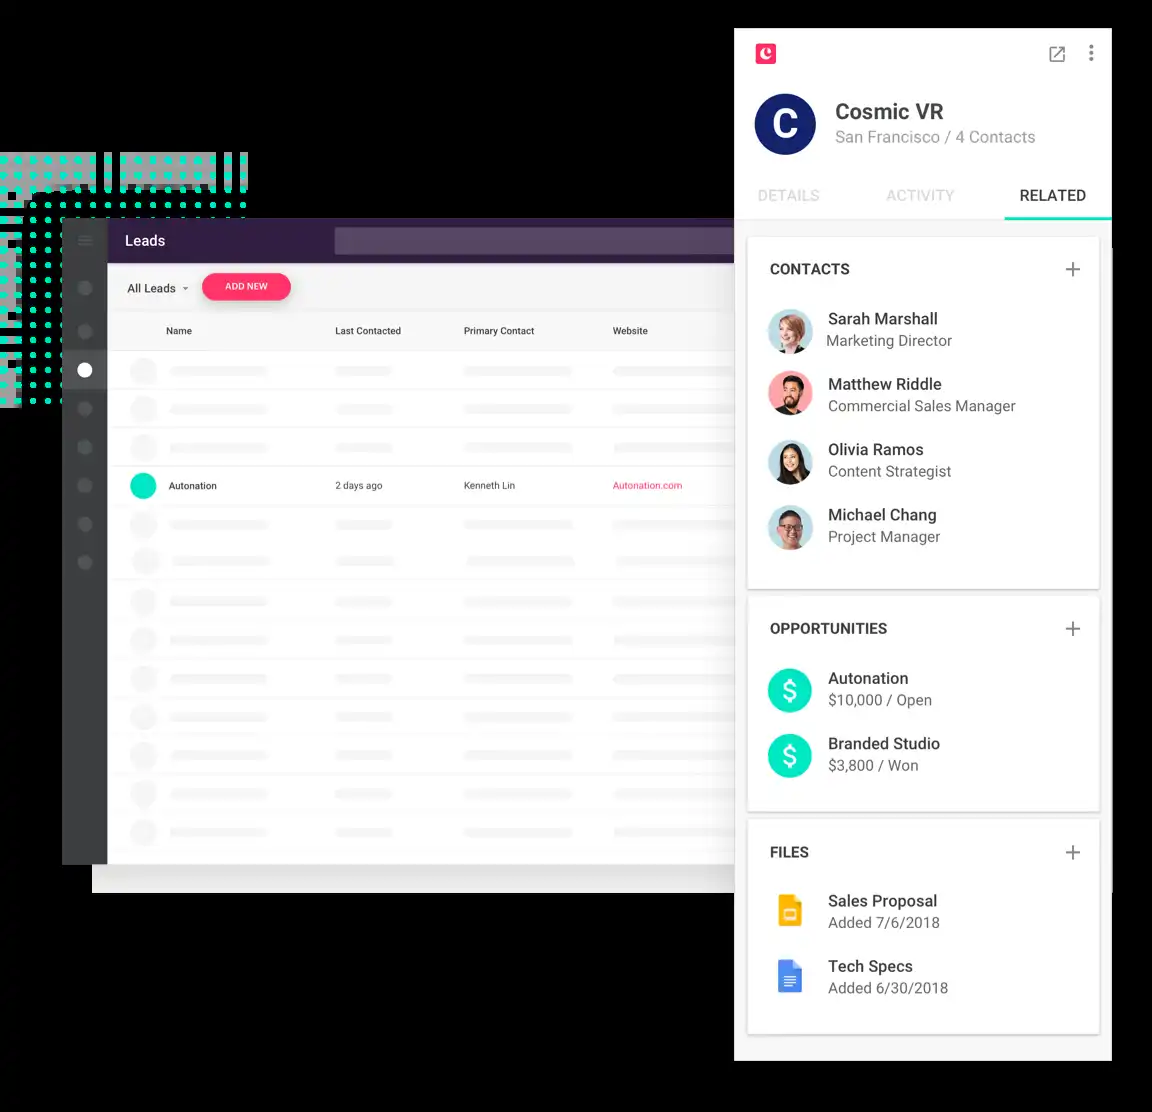 Leads
All Leads
ADD NEW
Name Last Contacted Primary Contact Website
Autonation 2 days ago Kenneth Lin Autonation.com
C
Cosmic VR
San Francisco / 4 Contacts
DETAILS ACTIVITY RELATED
CONTACTS
Sarah Marshall
Marketing Director
Matthew Riddle
Commercial Sales Manager
Olivia Ramos
Content Strategist
Michael Chang
Project Manager
OPPORTUNITIES
$
Autonation
$10,000 / Open
$
Branded Studio
$3,800 / Won
FILES
Sales Proposal
Added 7/6/2018
Tech Specs
Added 6/30/2018